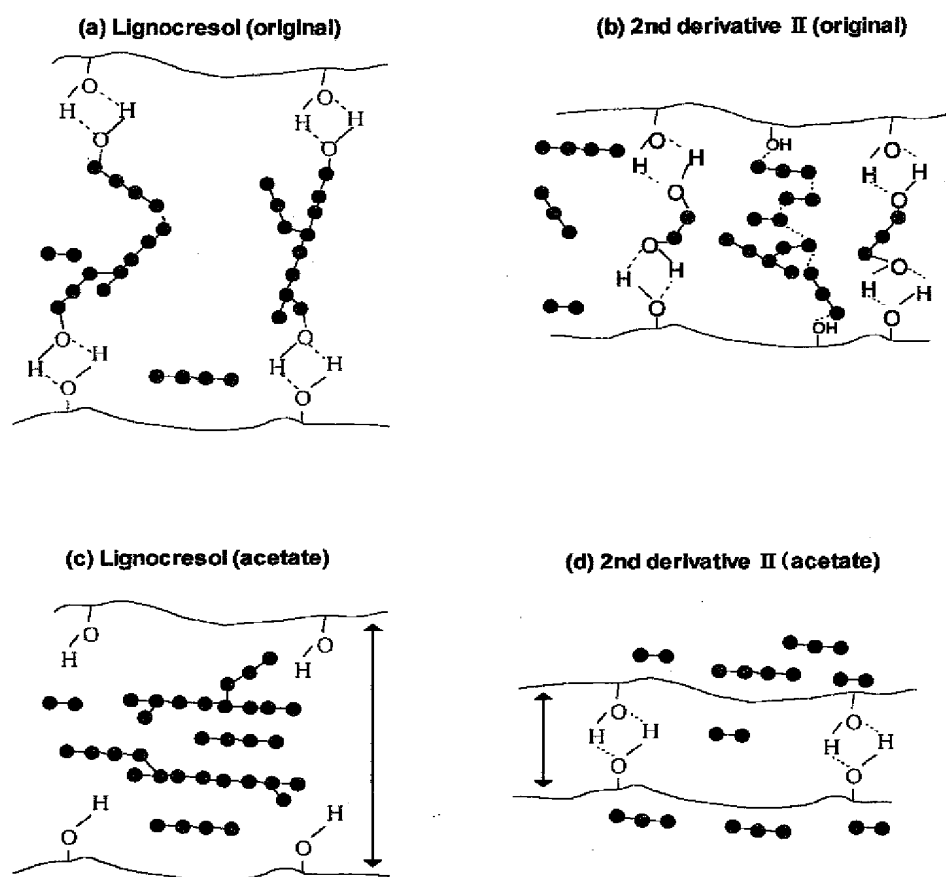 (a) Lignocresol (original)
O O
H H H H
O O
O O
H H H H
O O
(b) 2nd derivative II (original)
O OH O
H H H H
O O
O O
H H H H
O OH O
(c) Lignocresol (acetate)
O O
H H
H H
O O
(d) 2nd derivative II (acetate)
O O
H H H H
O O